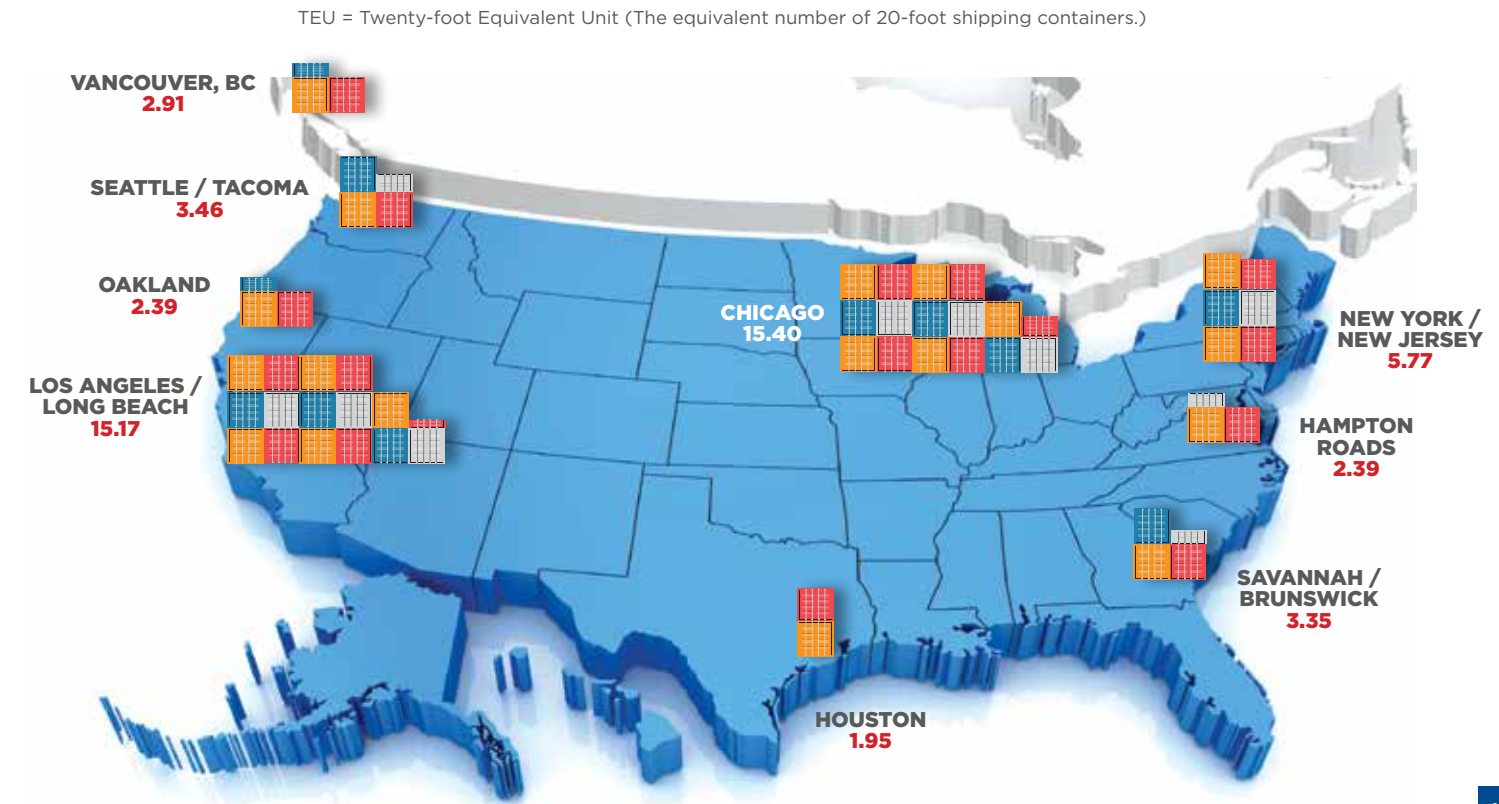 TEU = Twenty-foot Equivalent Unit (The equivalent number of 20-foot shipping containers.)
VANCOUVER, BC
2.91
SEATTLE / TACOMA
3.46
OAKLAND
2.39
LOS ANGELES /
LONG BEACH
15.17
CHICAGO
15.40
NEW YORK /
NEW JERSEY
5.77
HAMPTON
ROADS
2.39
SAVANNAH /
BRUNSWICK
3.35
HOUSTON
1.95